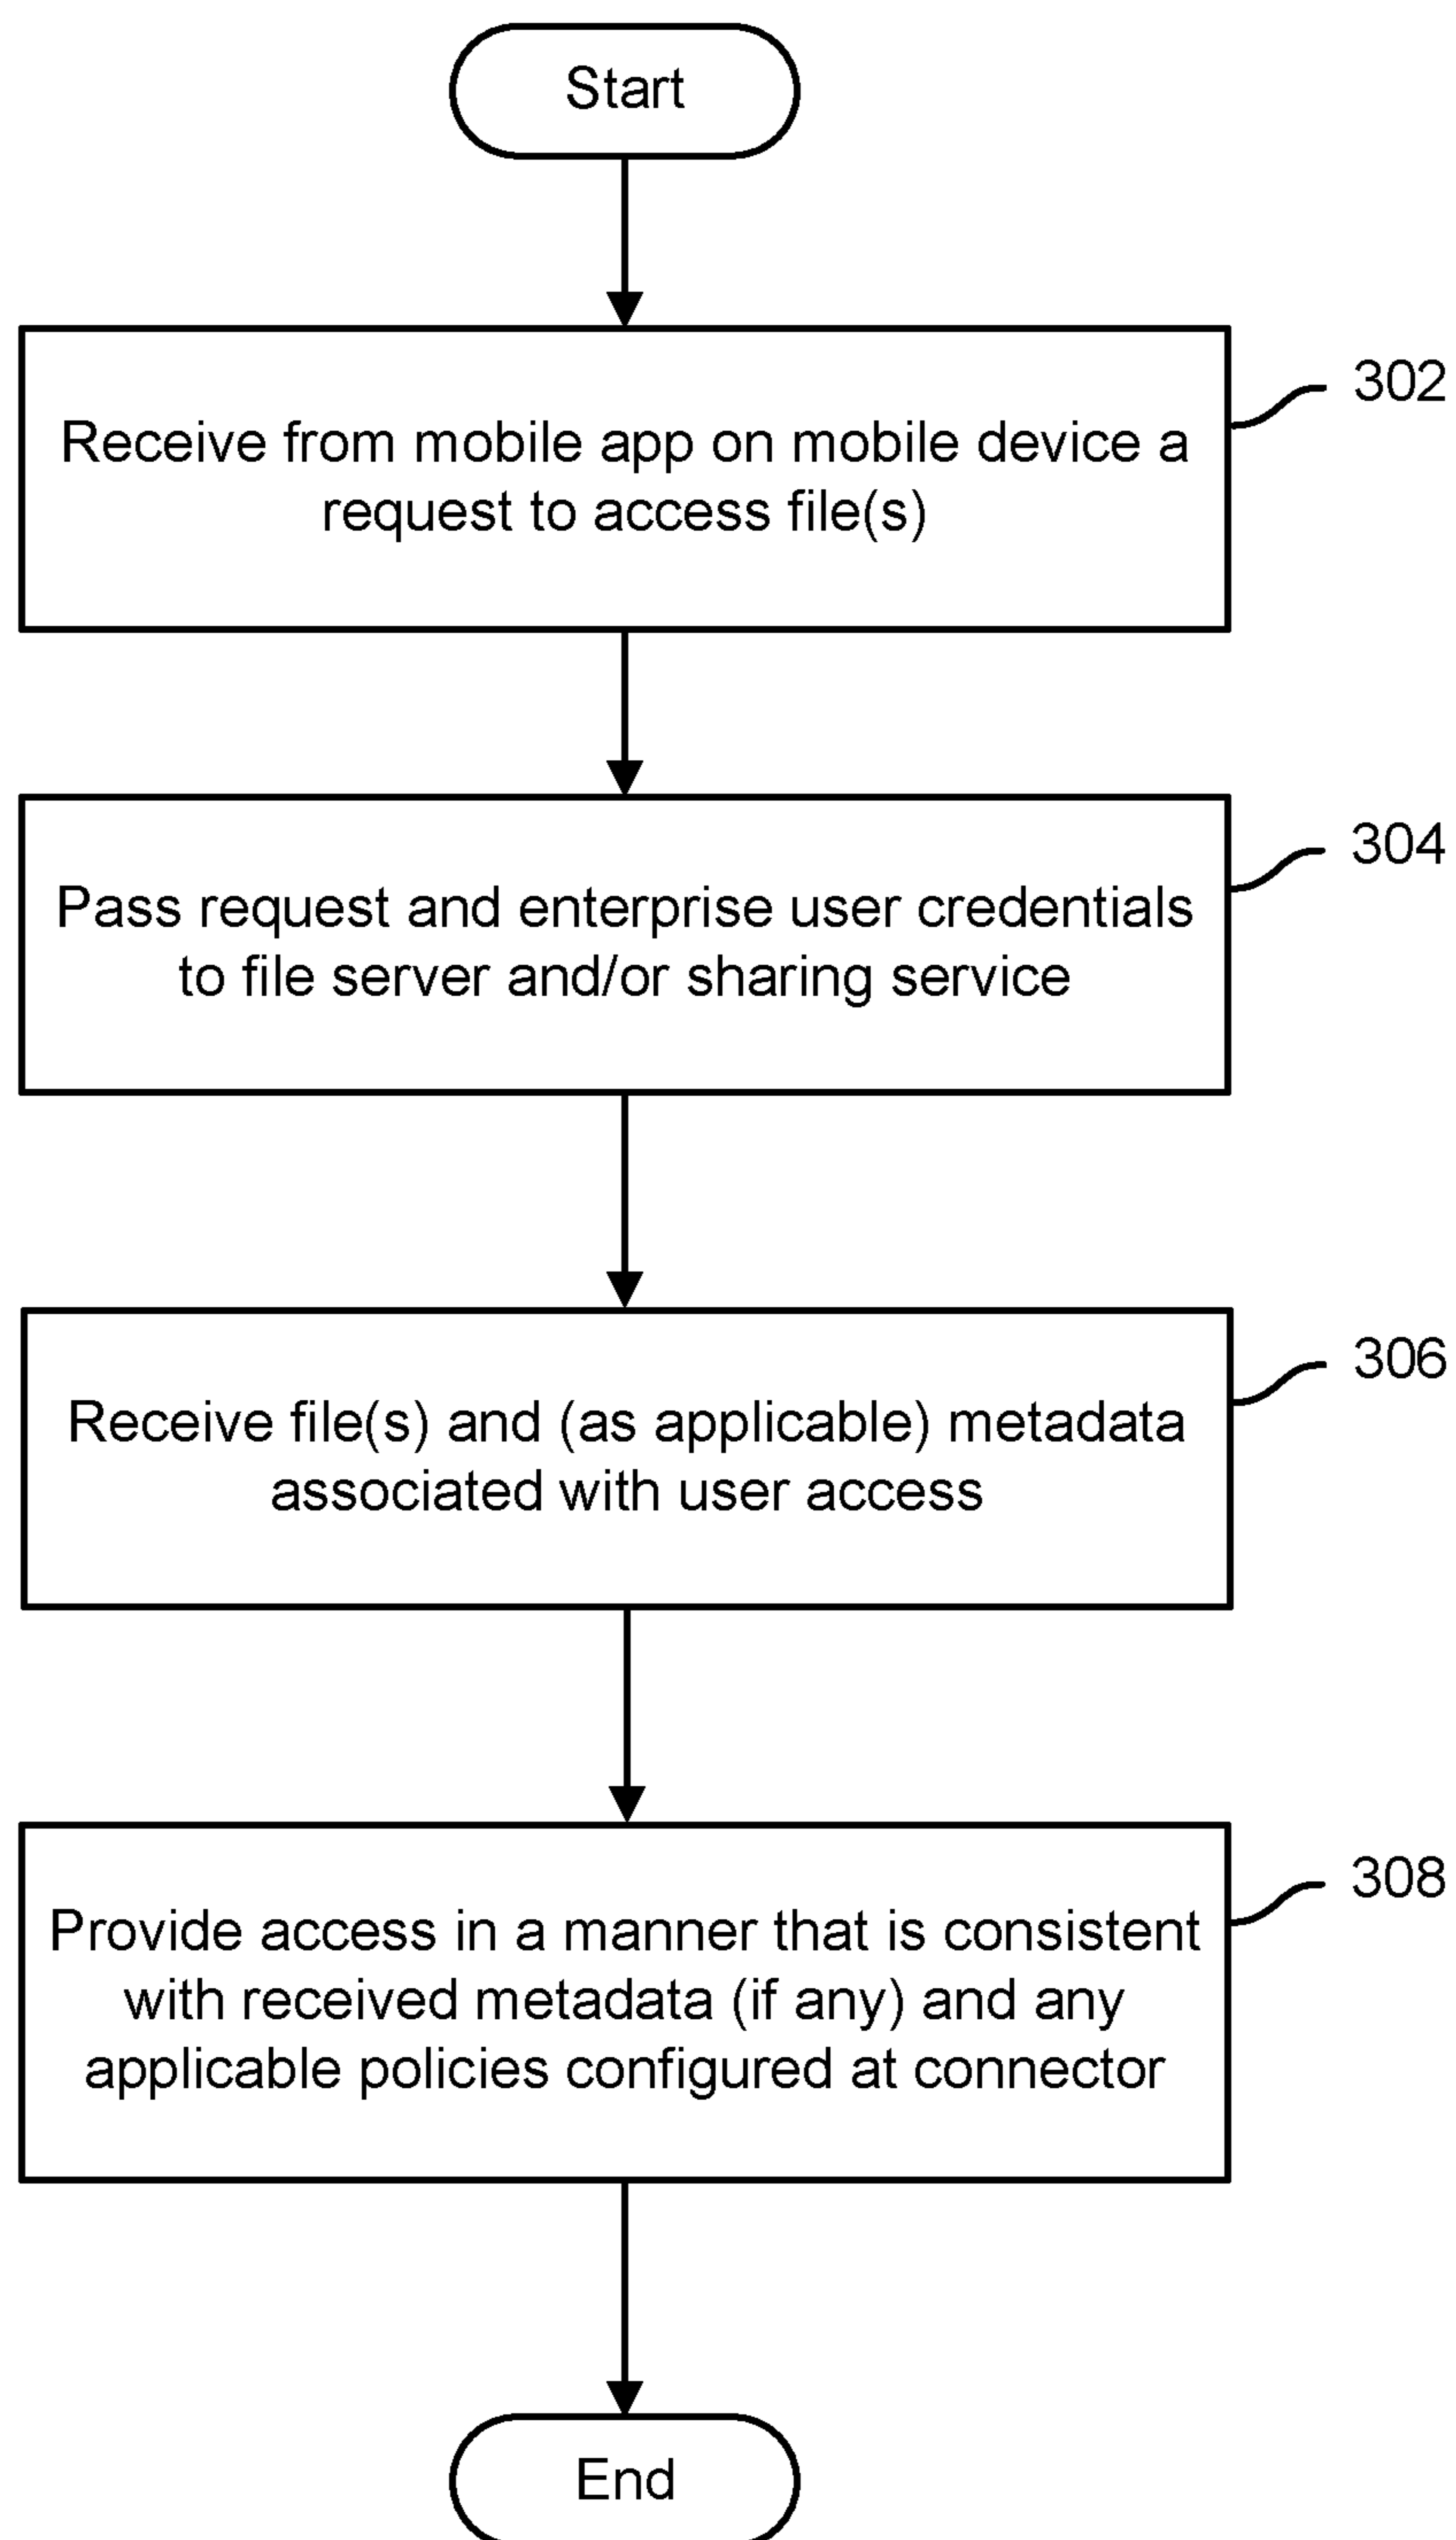 Start
Receive from mobile app on mobile device a
request to access file(s)
302
Pass request and enterprise user credentials
to file server and/or sharing service
304
Receive file(s) and (as applicable) metadata
associated with user access
306
Provide access in a manner that is consistent
with received metadata (if any) and any
applicable policies configured at connector
308
End